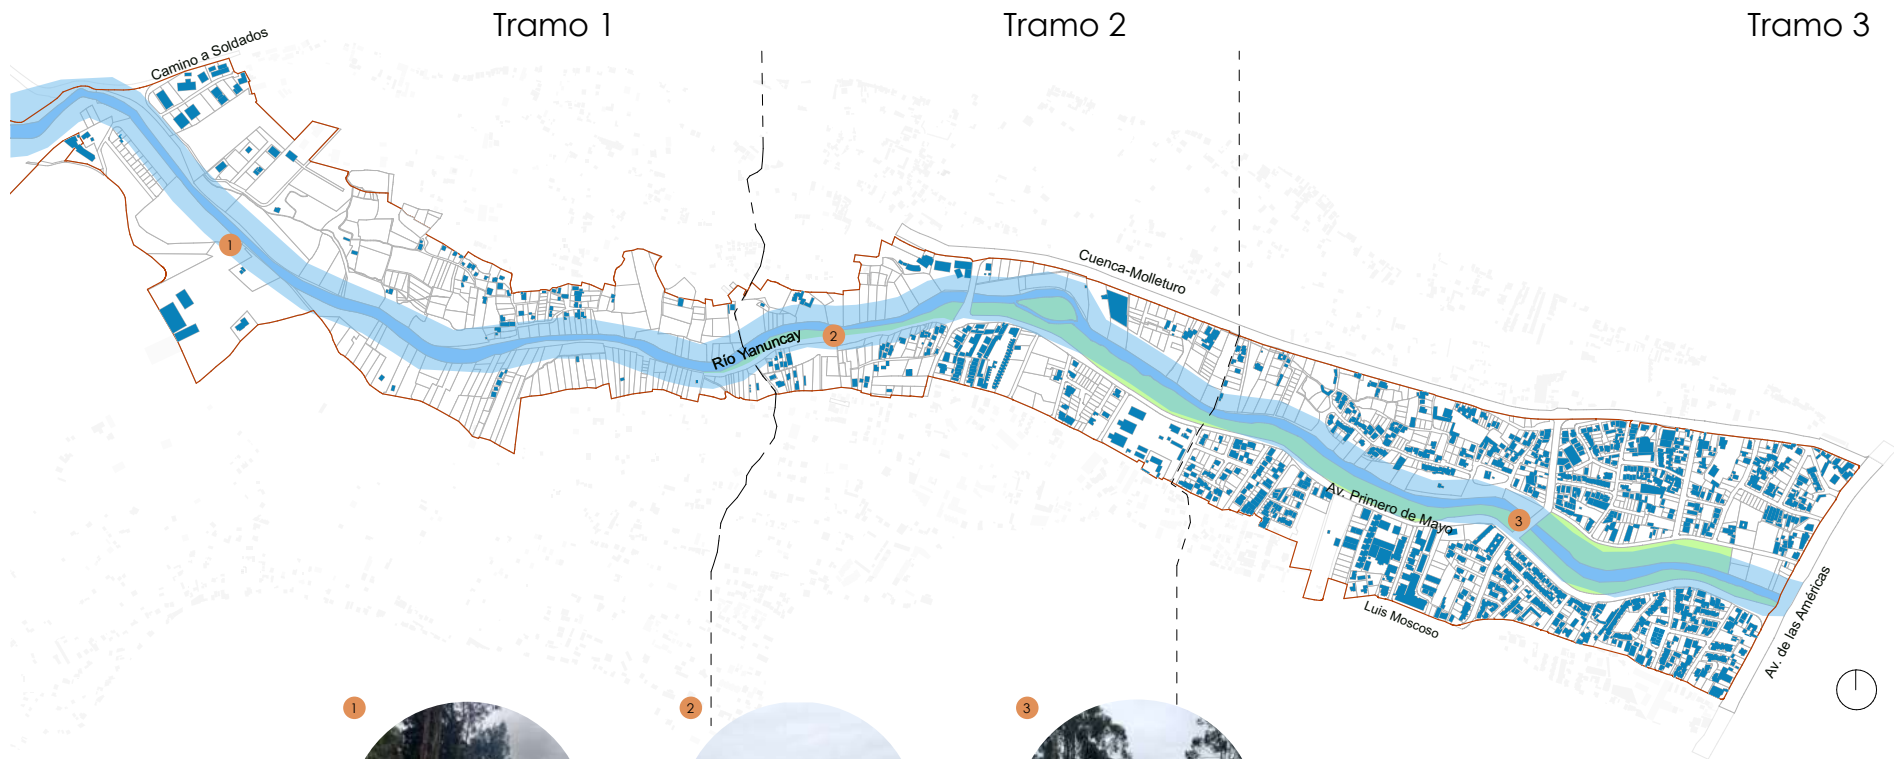 Tramo 1
Tramo 2
Tramo 3
Camino a Soldados
Cuenca-Molleturo
1
Río Yanuncay
2
Av. Primero de Mayo
3
Luis Moscoso
Av. de las Américas
1
2
3